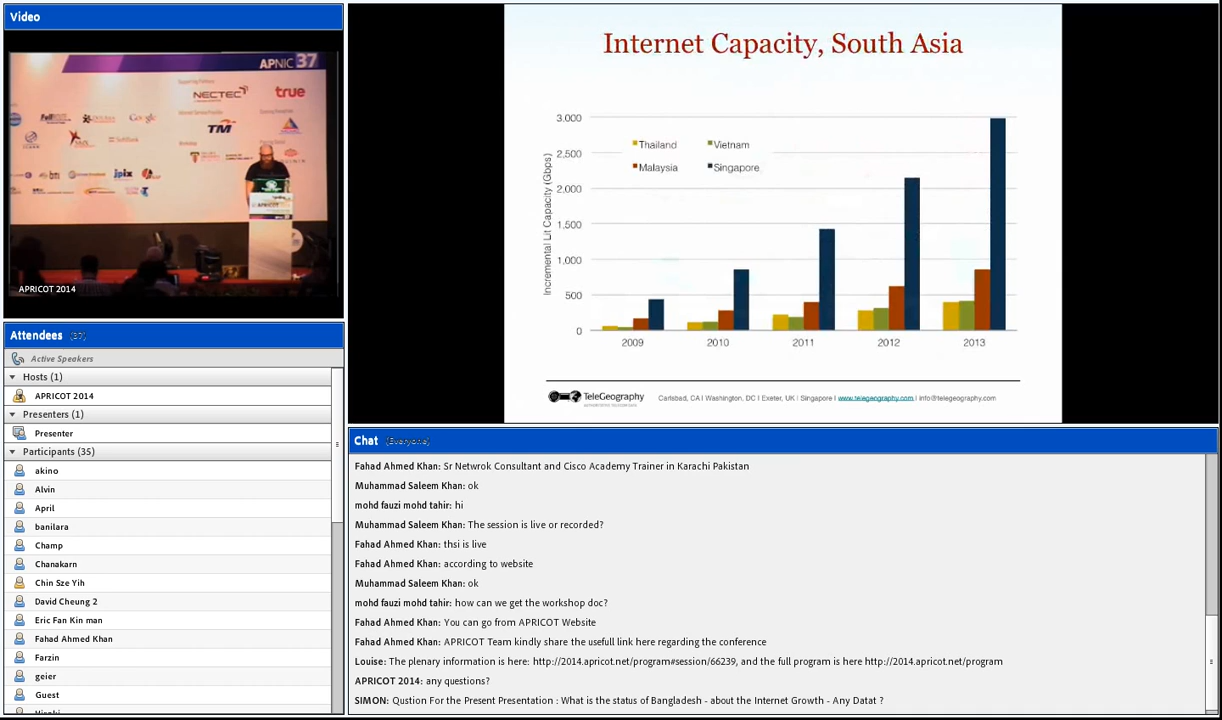 Video
APNIC 37
NECTEC
true
Google
TM
SoftBank
jpix
APRICOT
APRICOT 2014
Attendees (37)
Active Speakers
Hosts (1)
APRICOT 2014
Presenters (1)
Presenter
Participants (35)
akino
Alvin
April
banilara
Champ
Chanakarn
Chin Sze Yih
David Cheung 2
Eric Fan Kin man
Fahad Ahmed Khan
Farzin
geier
Guest
Internet Capacity, South Asia
Incremental Lit Capacity (Gbps)
3,000
2,500
2,000
1,500
1,000
500
0
Thailand Vietnam
Malaysia Singapore
2009 2010 2011 2012 2013
TeleGeography
Carlsbad, CA | Washington, DC | Exeter, UK | Singapore | www.telegeography.com | info@telegeography.com
Chat (Everyone)
Fahad Ahmed Khan: Sr Netwrok Consultant and Cisco Academy Trainer in Karachi Pakistan
Muhammad Saleem Khan: ok
mohd fauzi mohd tahir: hi
Muhammad Saleem Khan: The session is live or recorded?
Fahad Ahmed Khan: thsi is live
Fahad Ahmed Khan: according to website
Muhammad Saleem Khan: ok
mohd fauzi mohd tahir: how can we get the workshop doc?
Fahad Ahmed Khan: You can go from APRICOT Website
Fahad Ahmed Khan: APRICOT Team kindly share the usefull link here regarding the conference
Louise: The plenary information is here: http://2014.apricot.net/program#session/66239, and the full program is here http://2014.apricot.net/program
APRICOT 2014: any questions?
SIMON: Qustion For the Present Presentation : What is the status of Bangladesh - about the Internet Growth - Any Datat ?